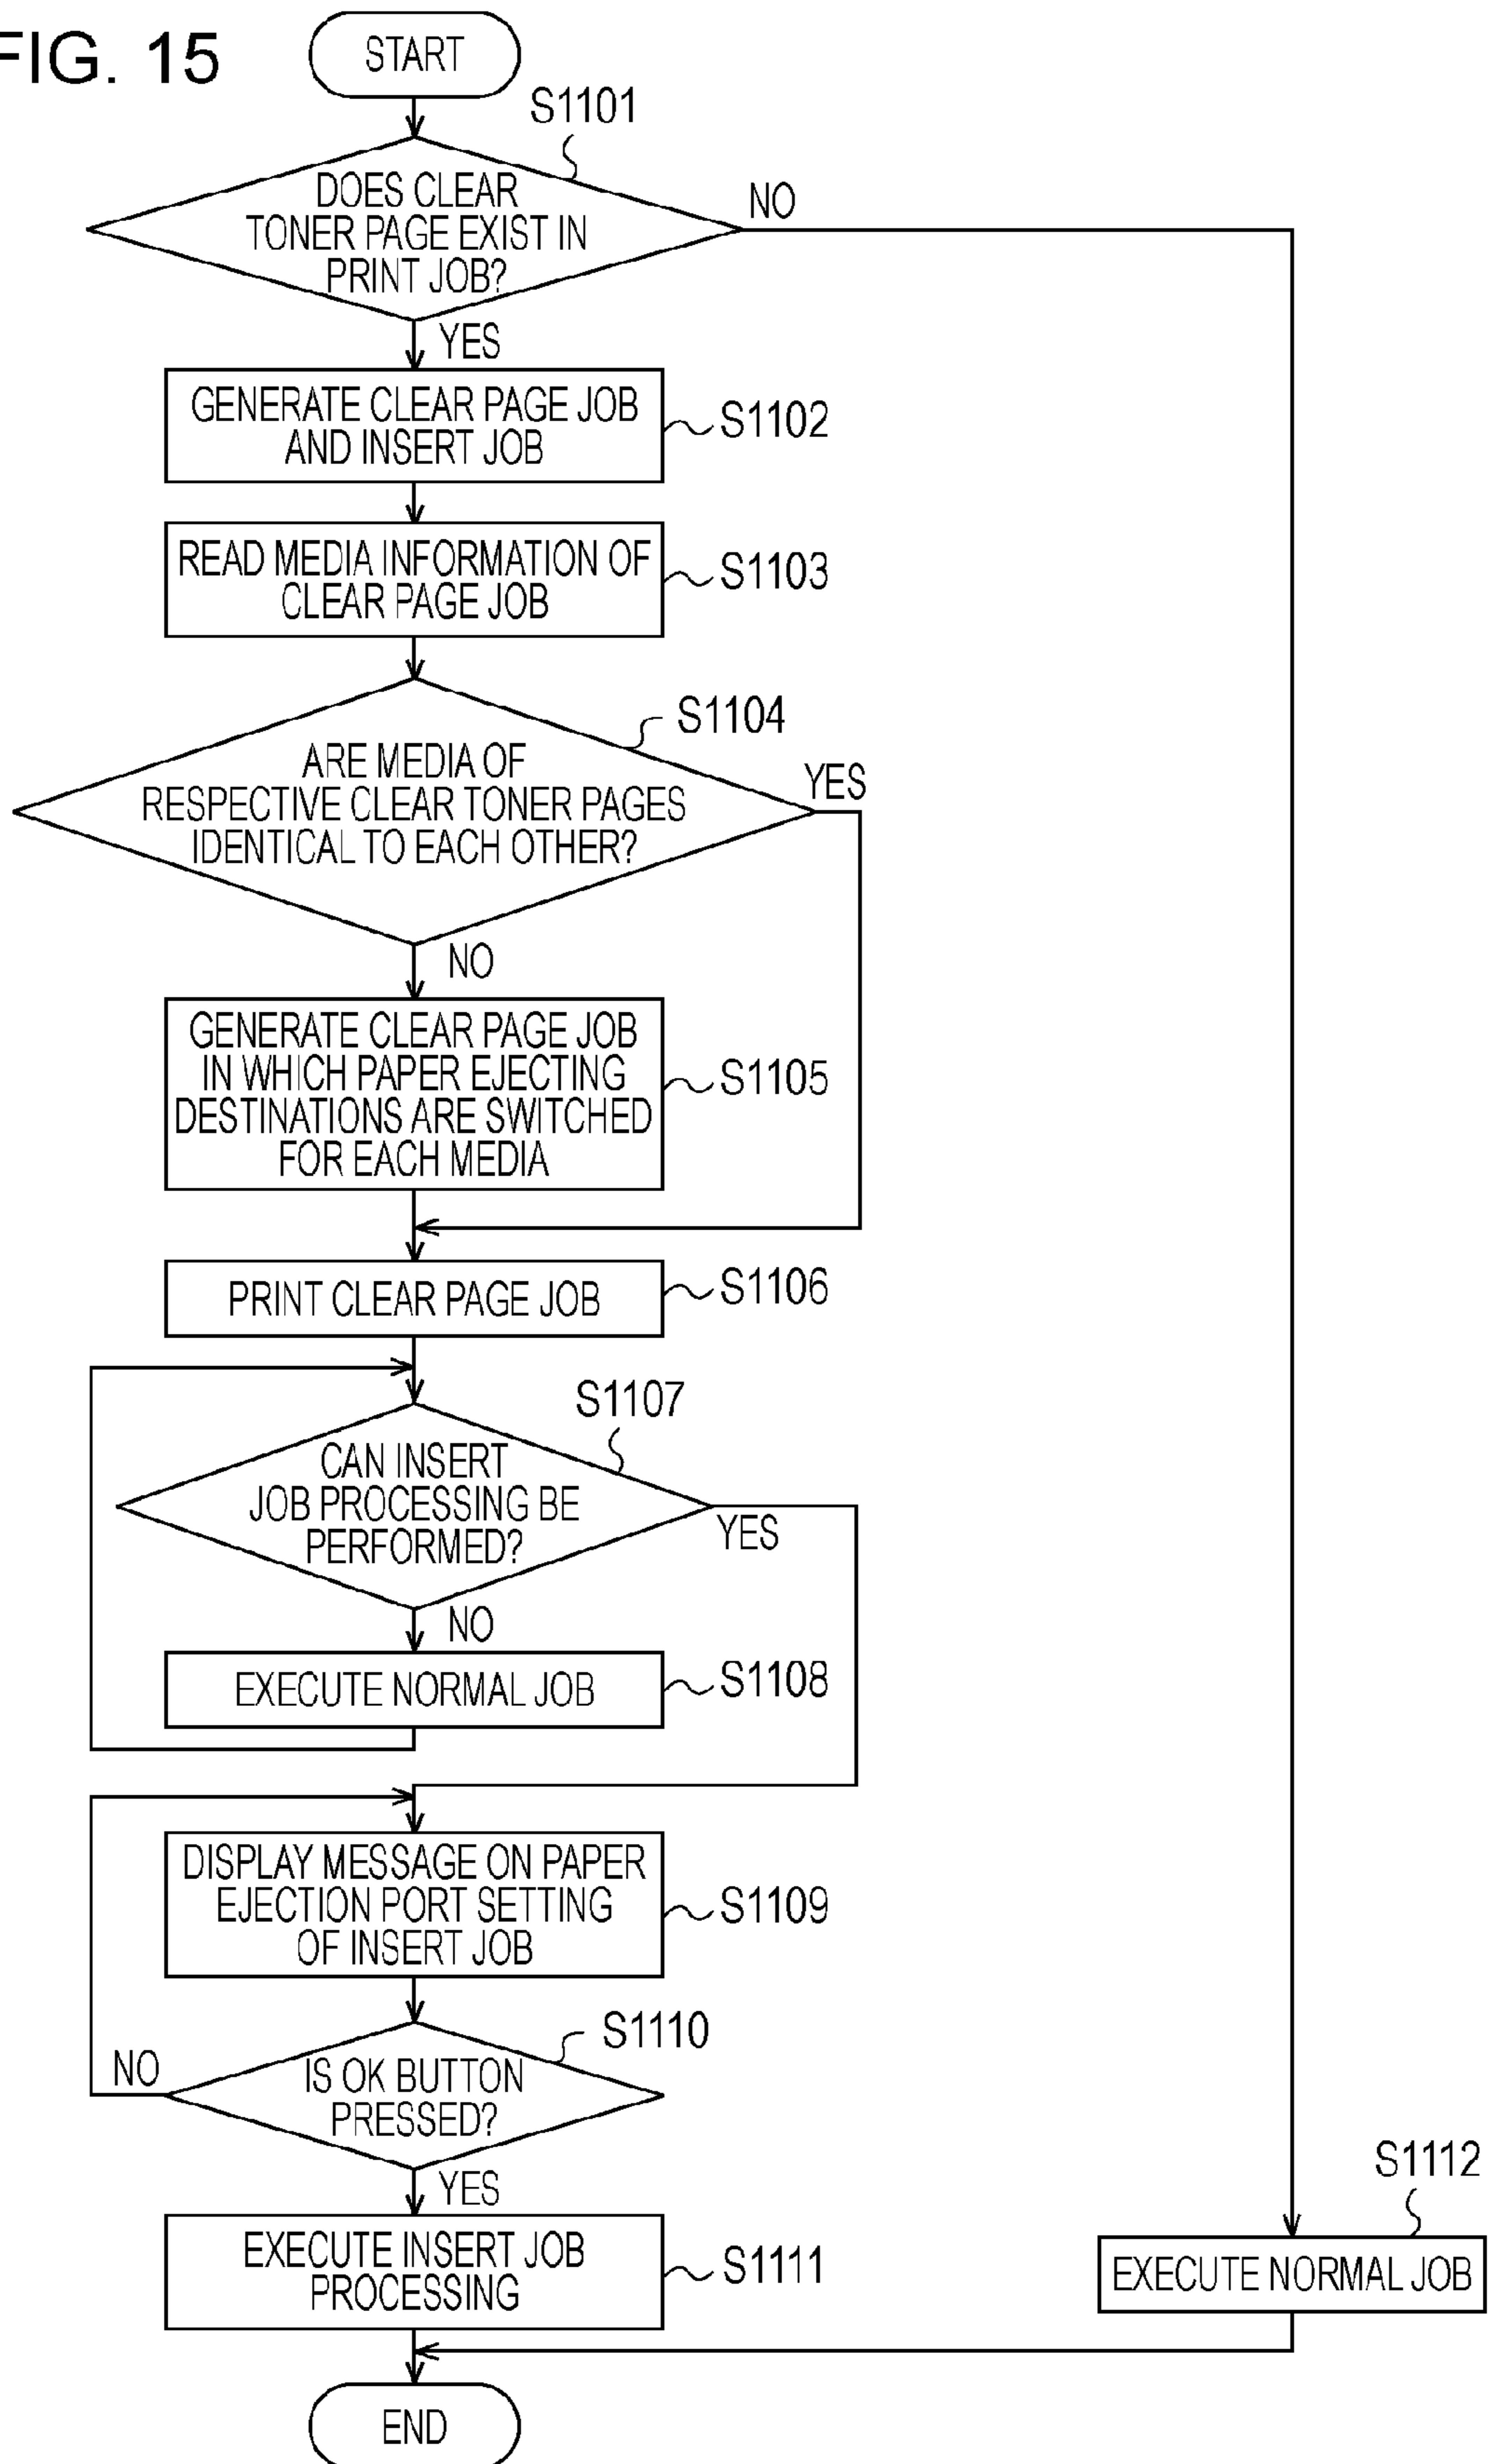 FIG. 15
START
S1101
DOES CLEAR
TONER PAGE EXIST IN
PRINT JOB?
NO
YES
GENERATE CLEAR PAGE JOB
AND INSERT JOB
S1102
READ MEDIA INFORMATION OF
CLEAR PAGE JOB
S1103
S1104
ARE MEDIA OF
RESPECTIVE CLEAR TONER PAGES
IDENTICAL TO EACH OTHER?
YES
NO
GENERATE CLEAR PAGE JOB
IN WHICH PAPER EJECTING
DESTINATIONS ARE SWITCHED
FOR EACH MEDIA
S1105
PRINT CLEAR PAGE JOB
S1106
S1107
CAN INSERT
JOB PROCESSING BE
PERFORMED?
YES
NO
EXECUTE NORMAL JOB
S1108
DISPLAY MESSAGE ON PAPER
EJECTION PORT SETTING
OF INSERT JOB
S1109
S1110
NO
IS OK BUTTON
PRESSED?
YES
EXECUTE INSERT JOB
PROCESSING
S1111
S1112
EXECUTE NORMAL JOB
END